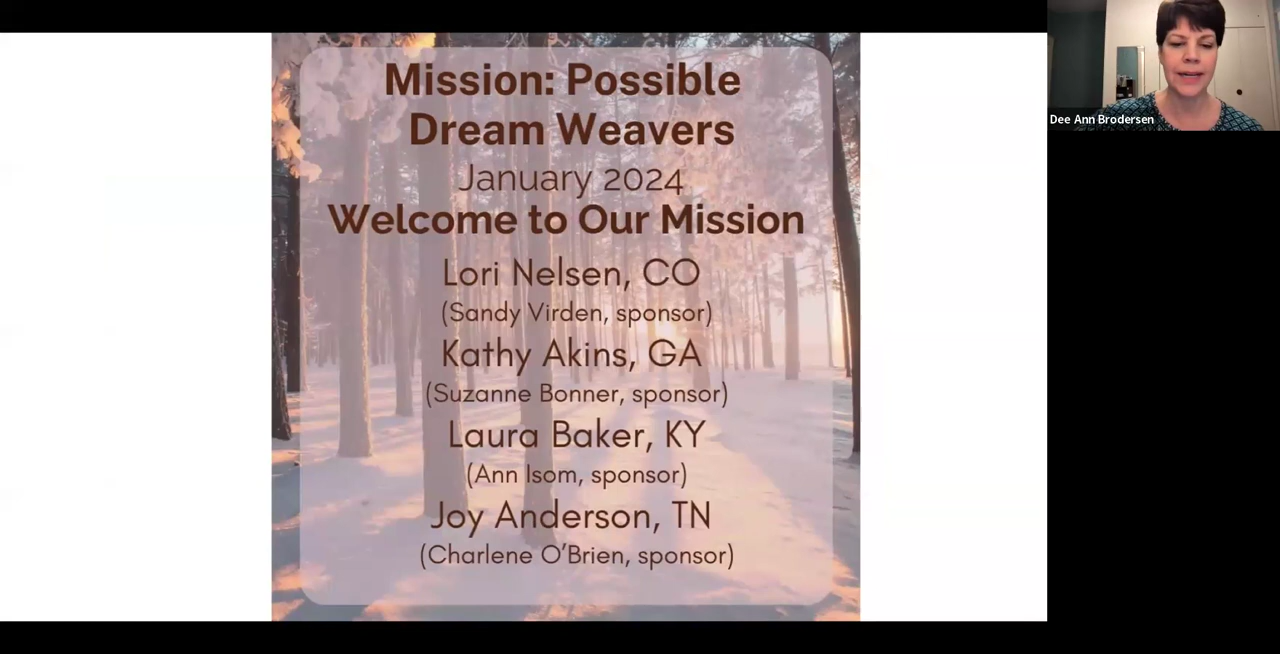 Mission: Possible
Dream Weavers
January 2024
Welcome to Our Mission
Lori Nelsen, CO
(Sandy Virden, sponsor)
Kathy Akins, GA
(Suzanne Bonner, sponsor)
Laura Baker, KY
(Ann Isom, sponsor)
Joy Anderson, TN
(Charlene O’Brien, sponsor)
Dee Ann Brodersen